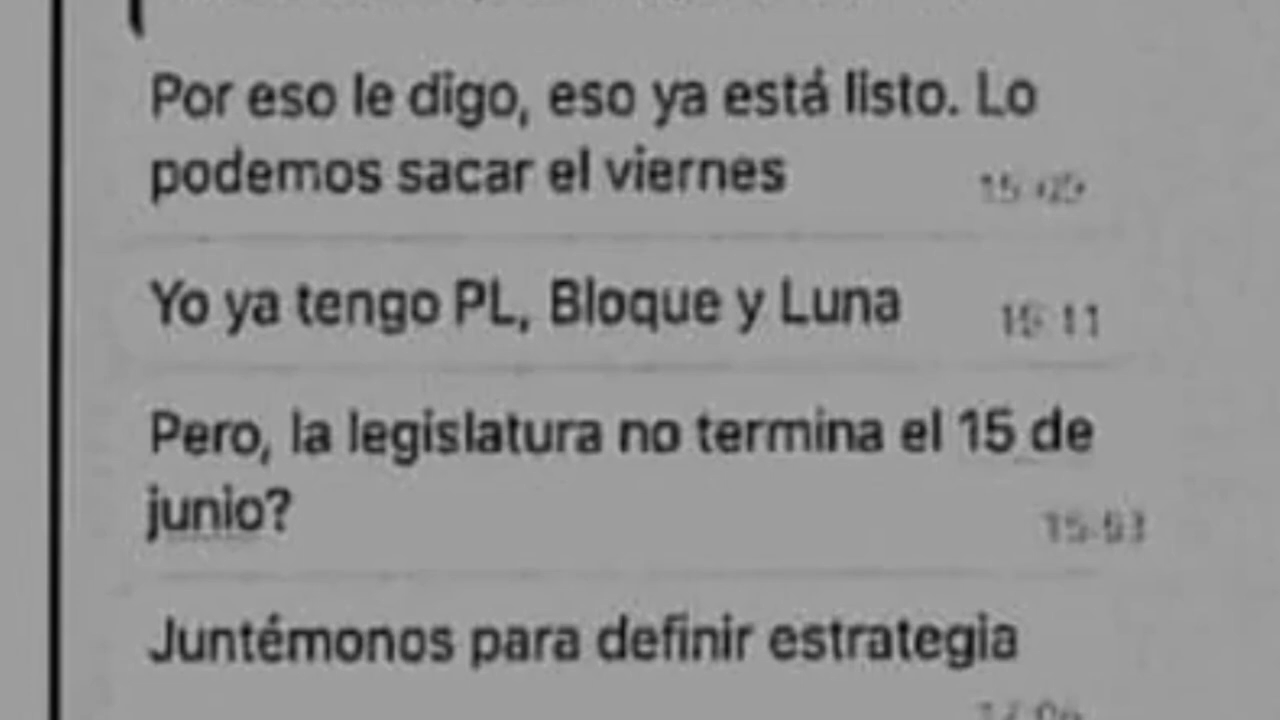 Por eso le digo, eso ya está listo. Lo
podemos sacar el viernes
Yo ya tengo PL, Bloque y Luna
Pero, la legislatura no termina el 15 de
junio?
Juntémonos para definir estrategia